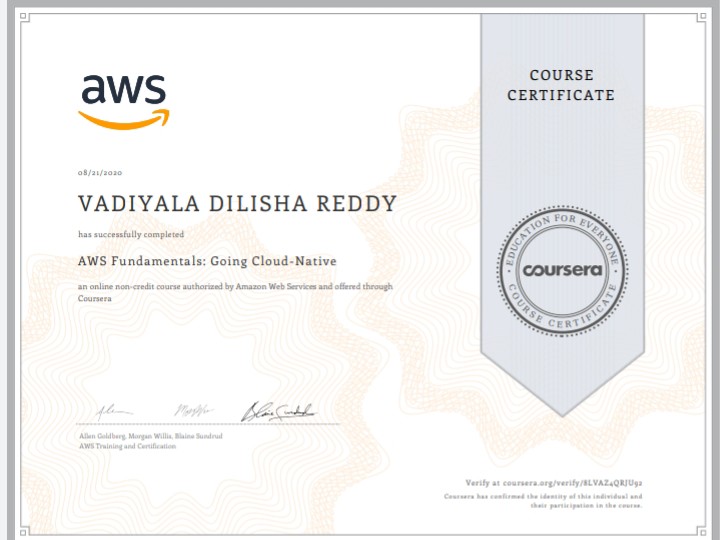 aws
COURSE
CERTIFICATE
08/21/2020
VADIYALA DILISHA REDDY
has successfully completed
AWS Fundamentals: Going Cloud-Native
an online non-credit course authorized by Amazon Web Services and offered through
Coursera
EDUCATION FOR EVERYONE
coursera
COURSE CERTIFICATE
Allen Goldberg, Morgan Willis, Blaine Sundrud
AWS Training and Certification
Verify at coursera.org/verify/8LVAZ4QRJU92
Coursera has confirmed the identity of this individual and
their participation in the course.